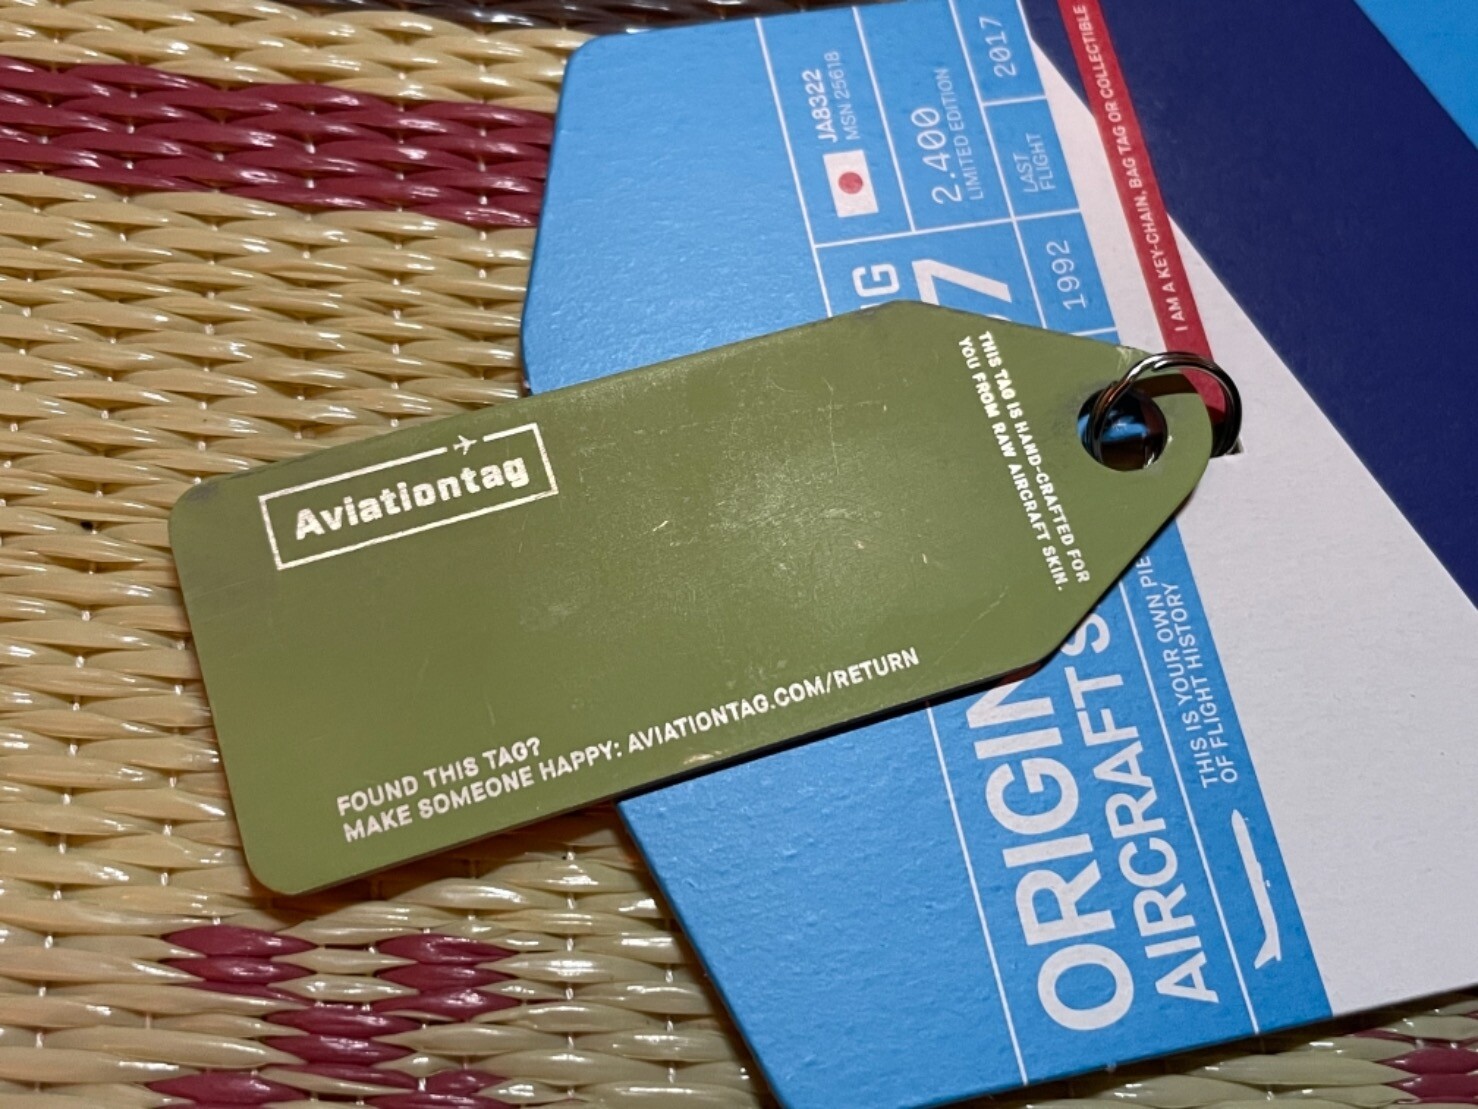 Aviationtag
FOUND THIS TAG?
MAKE SOMEONE HAPPY: AVIATIONTAG.COM/RETURN
THIS TAG IS HAND-CRAFTED FOR
YOU FROM RAW AIRCRAFT SKIN.
JA8322
MSN 25618
2.400
LIMITED EDITION
LAST
FLIGHT
2017
1992
G
7
I AM A KEY-CHAIN, BAG TAG OR COLLECTIBLE
ORIGIN
AIRCRAFT S
THIS IS YOUR OWN PIE
OF FLIGHT HISTORY